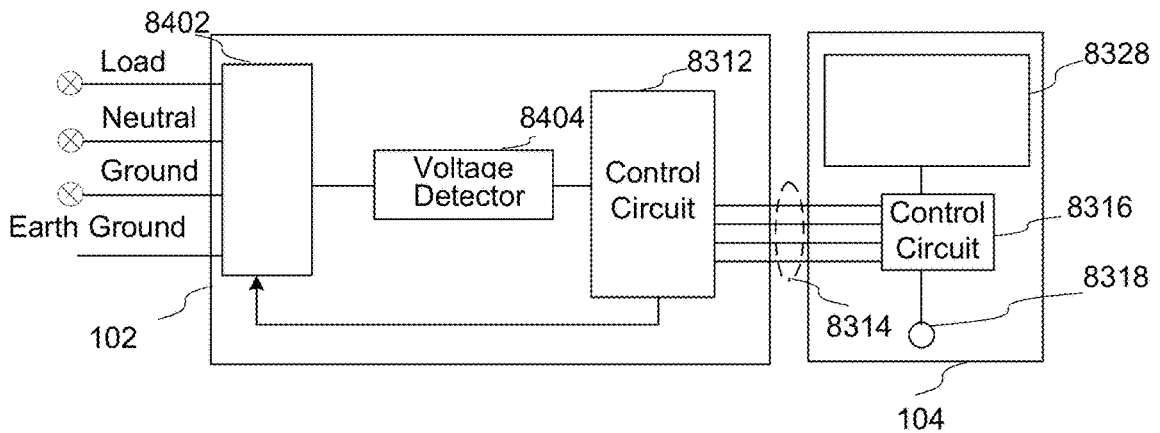 8402
Load
Neutral
Ground
Earth Ground
8404
Voltage
Detector
8312
Control
Circuit
102
8314
8328
Control
Circuit
8316
8318
104